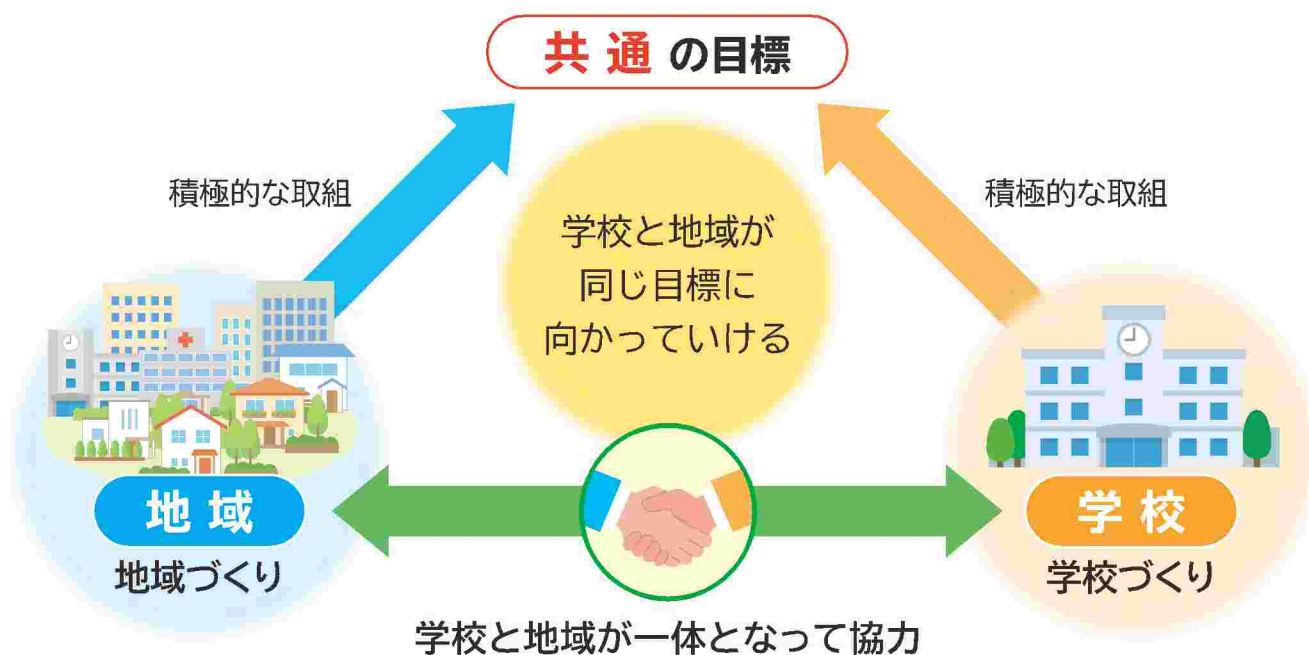 共通の目標
積極的な取組
積極的な取組
学校と地域が
同じ目標に
向かっていける
地域
学校
地域づくり
学校づくり
学校と地域が一体となって協力